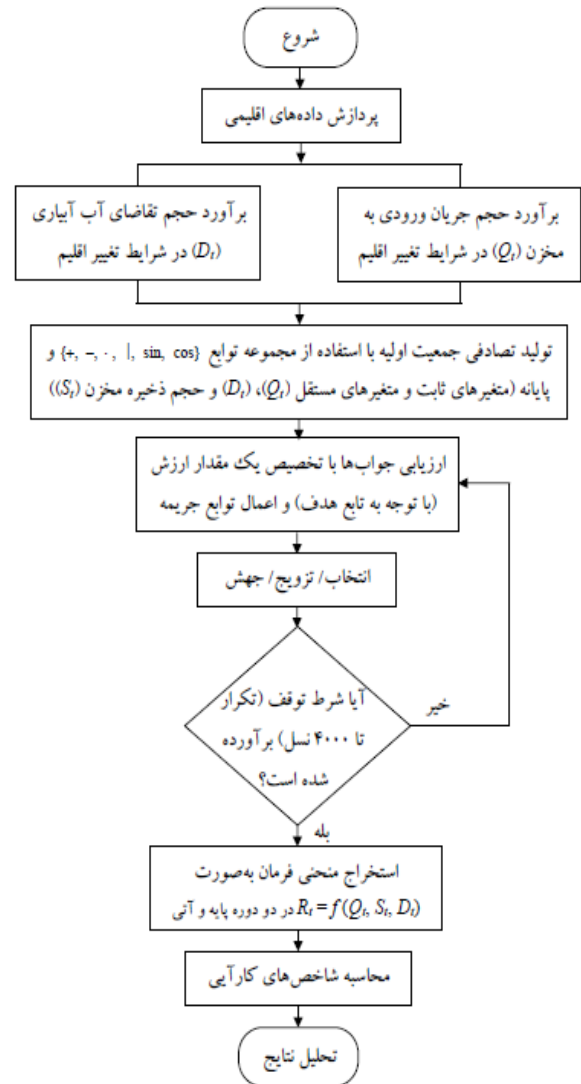 شروع
پردازش داده‌های اقلیمی
برآورد حجم جریان ورودی به
مخزن (Qt) در شرایط تغییر اقلیم
برآورد حجم تقاضای آب آبیاری
(Dt) در شرایط تغییر اقلیم
تولید تصادفی جمعیت اولیه با استفاده از مجموعه توابع {+, −, ·, |, sin, cos} و
پایانه (متغیرهای ثابت و متغیرهای مستقل (Qt)، (Dt) و حجم ذخیره مخزن (St))
ارزیابی جواب‌ها با تخصیص یک مقدار ارزش
(با توجه به تابع هدف) و اعمال توابع جریمه
انتخاب/ تزویج/ جهش
آیا شرط توقف (تکرار
تا ۴۰۰۰ نسل) برآورده
شده است؟
خیر
بله
استخراج منحنی فرمان به‌صورت
Rt = f (Qt, St, Dt) در دو دوره پایه و آتی
محاسبه شاخص‌های کارآیی
تحلیل نتایج